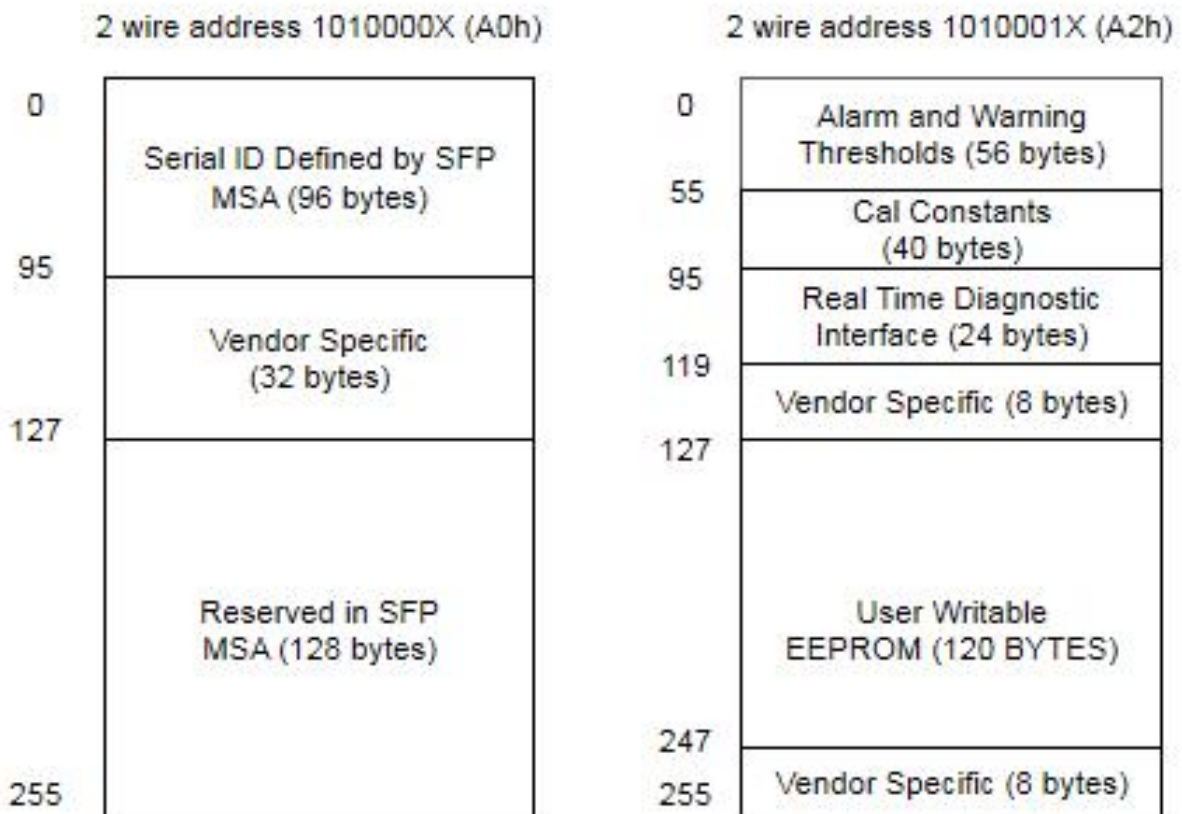 2 wire address 1010000X (A0h)
0
Serial ID Defined by SFP
MSA (96 bytes)
95
Vendor Specific
(32 bytes)
127
Reserved in SFP
MSA (128 bytes)
255
2 wire address 1010001X (A2h)
0
Alarm and Warning
Thresholds (56 bytes)
55
Cal Constants
(40 bytes)
95
Real Time Diagnostic
Interface (24 bytes)
119
Vendor Specific (8 bytes)
127
User Writable
EEPROM (120 BYTES)
247
Vendor Specific (8 bytes)
255